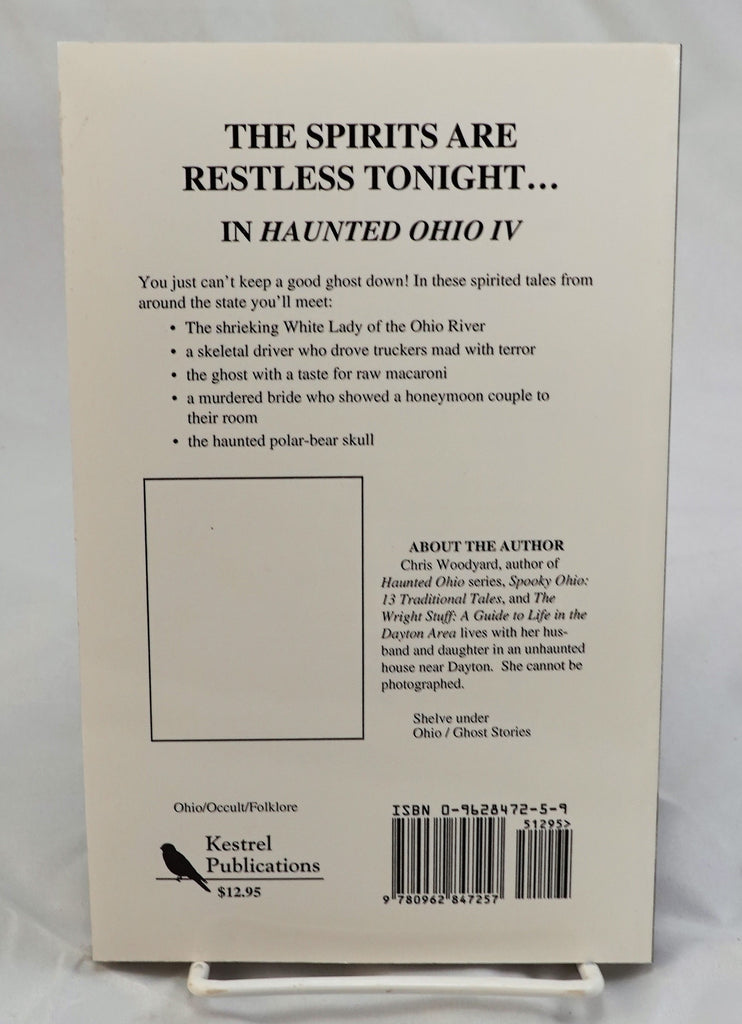 THE SPIRITS ARE
RESTLESS TONIGHT...
IN HAUNTED OHIO IV
You just can't keep a good ghost down! In these spirited tales from
around the state you'll meet:
• The shrieking White Lady of the Ohio River
• a skeletal driver who drove truckers mad with terror
• the ghost with a taste for raw macaroni
• a murdered bride who showed a honeymoon couple to
their room
• the haunted polar-bear skull
ABOUT THE AUTHOR
Chris Woodyard, author of
Haunted Ohio series, Spooky Ohio:
13 Traditional Tales, and The
Wright Stuff: A Guide to Life in the
Dayton Area lives with her hus-
band and daughter in an unhaunted
house near Dayton. She cannot be
photographed.
Shelve under
Ohio / Ghost Stories
Ohio/Occult/Folklore
Kestrel
Publications
$12.95
ISBN 0-9628472-5-9
51295>
9 780962 847257